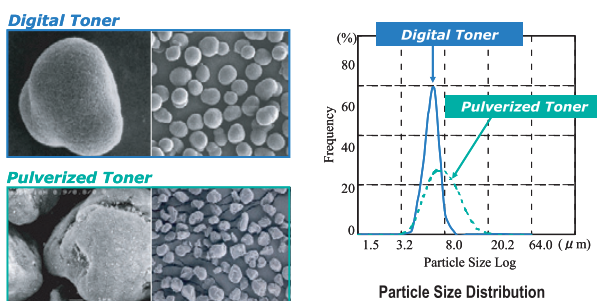 Digital Toner
Pulverized Toner
(%)
80
60
40
20
0
Frequency
Digital Toner
Pulverized Toner
1.5 3.2 8.0 20.2 64.0 (μm)
Particle Size Log
Particle Size Distribution